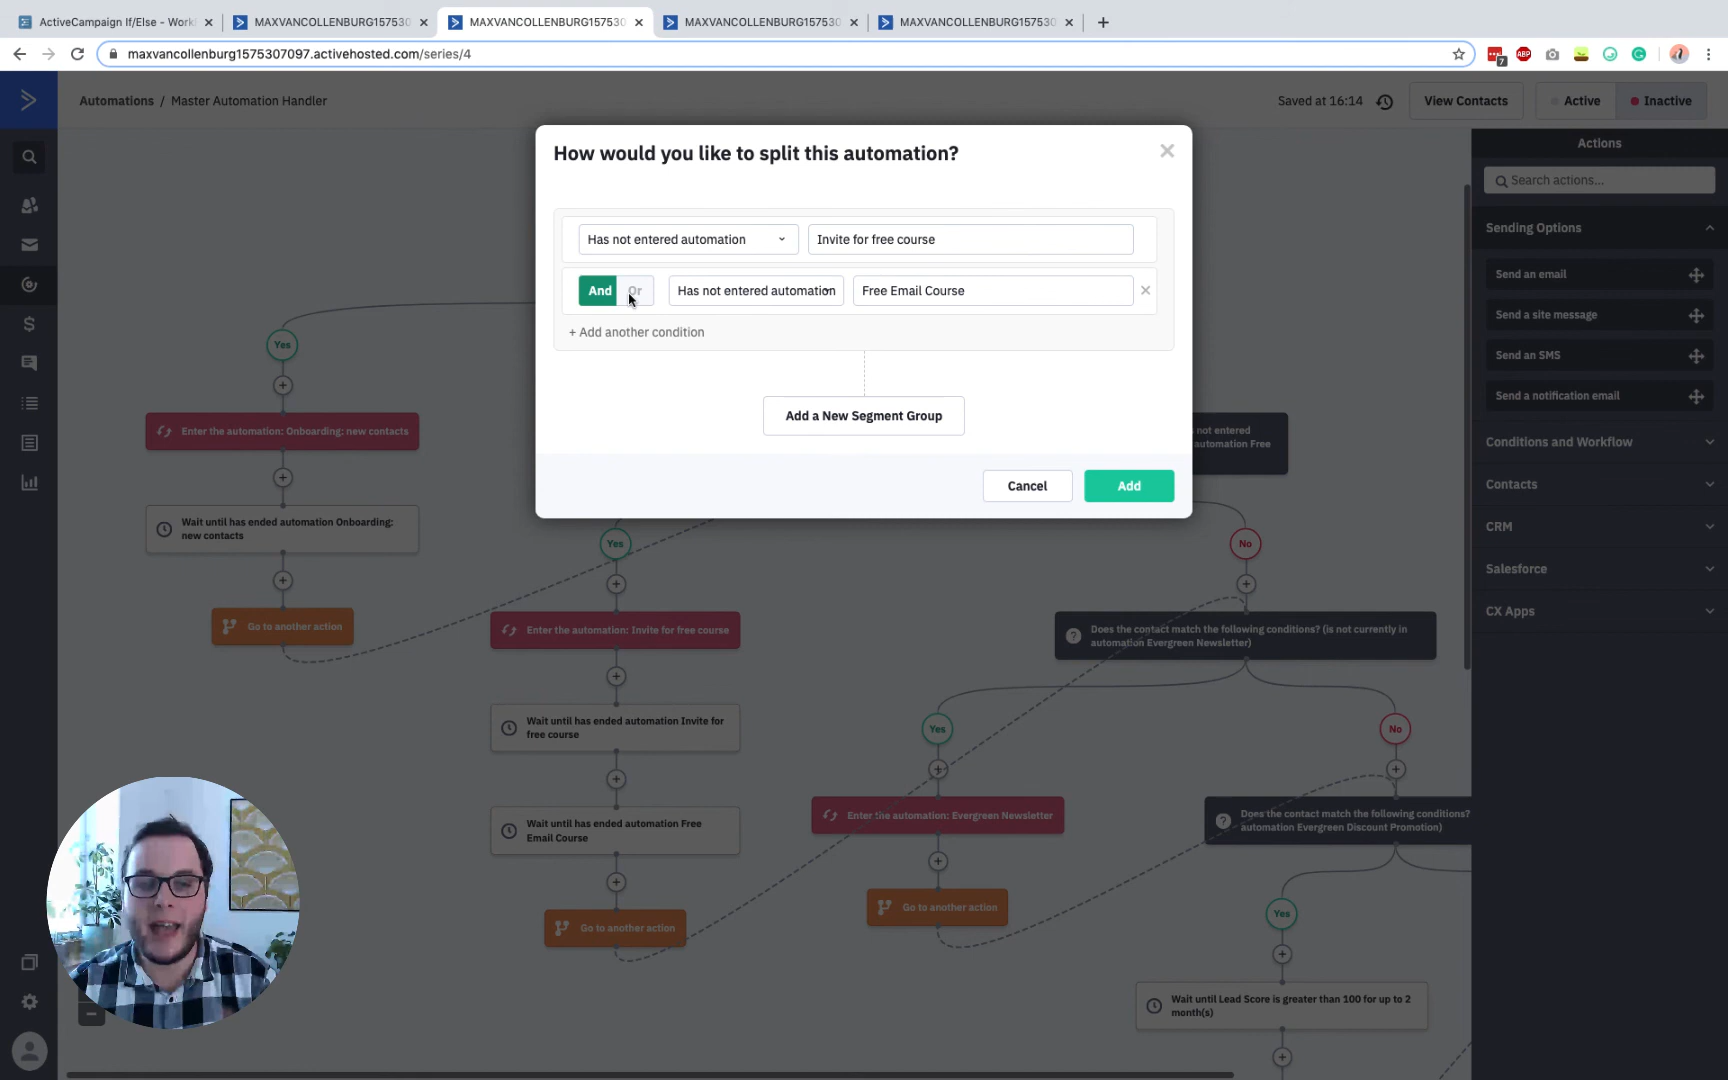 ActiveCampaign If/Else - Work
MAXVANCOLLENBURG157530
MAXVANCOLLENBURG157530
MAXVANCOLLENBURG157530
MAXVANCOLLENBURG157530
maxvancollenburg1575307097.activehosted.com/series/4
ABP
7
Automations / Master Automation Handler
Saved at 16:14
View Contacts
Active
Inactive
How would you like to split this automation?
Has not entered automation
Invite for free course
And
Or
Has not entered automation
Free Email Course
+ Add another condition
Add a New Segment Group
Cancel
Add
Actions
Search actions...
Sending Options
Send an email
Send a site message
Send an SMS
Send a notification email
Conditions and Workflow
Contacts
CRM
Salesforce
CX Apps
Yes
Enter the automation: Onboarding: new contacts
Wait until has ended automation Onboarding:
new contacts
Go to another action
not entered
automation Free
Yes
No
Enter the automation: Invite for free course
Wait until has ended automation Invite for
free course
Wait until has ended automation Free
Email Course
Go to another action
Does the contact match the following conditions? (is not currently in
automation Evergreen Newsletter)
Yes
No
Enter the automation: Evergreen Newsletter
Go to another action
Does the contact match the following conditions?
automation Evergreen Discount Promotion)
Yes
Wait until Lead Score is greater than 100 for up to 2
month(s)